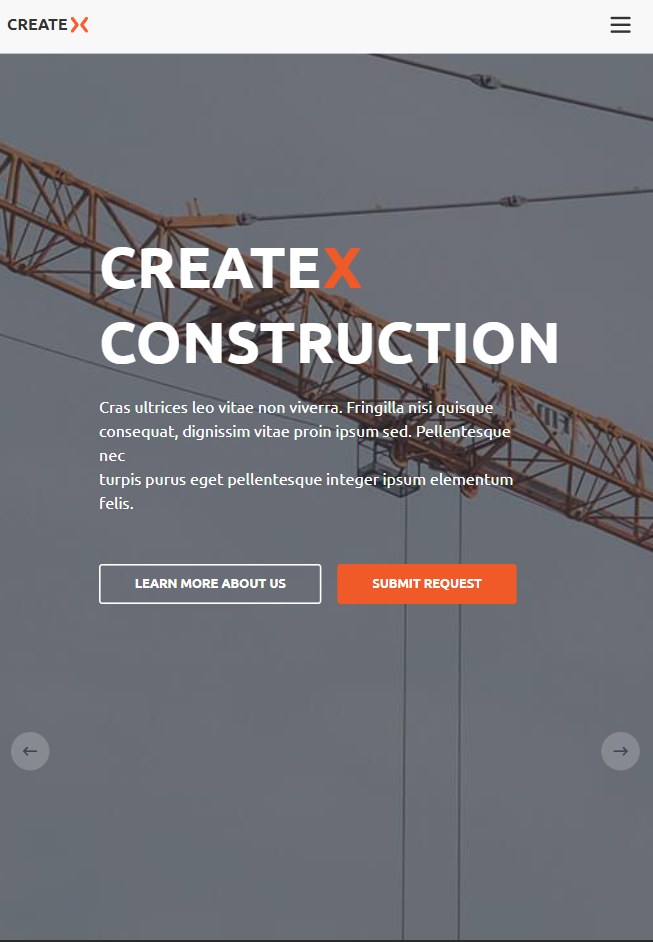 CREATEX
CREATEX
CONSTRUCTION
Cras ultrices leo vitae non viverra. Fringilla nisi quisque
consequat, dignissim vitae proin ipsum sed. Pellentesque
nec
turpis purus eget pellentesque integer ipsum elementum
felis.
LEARN MORE ABOUT US SUBMIT REQUEST